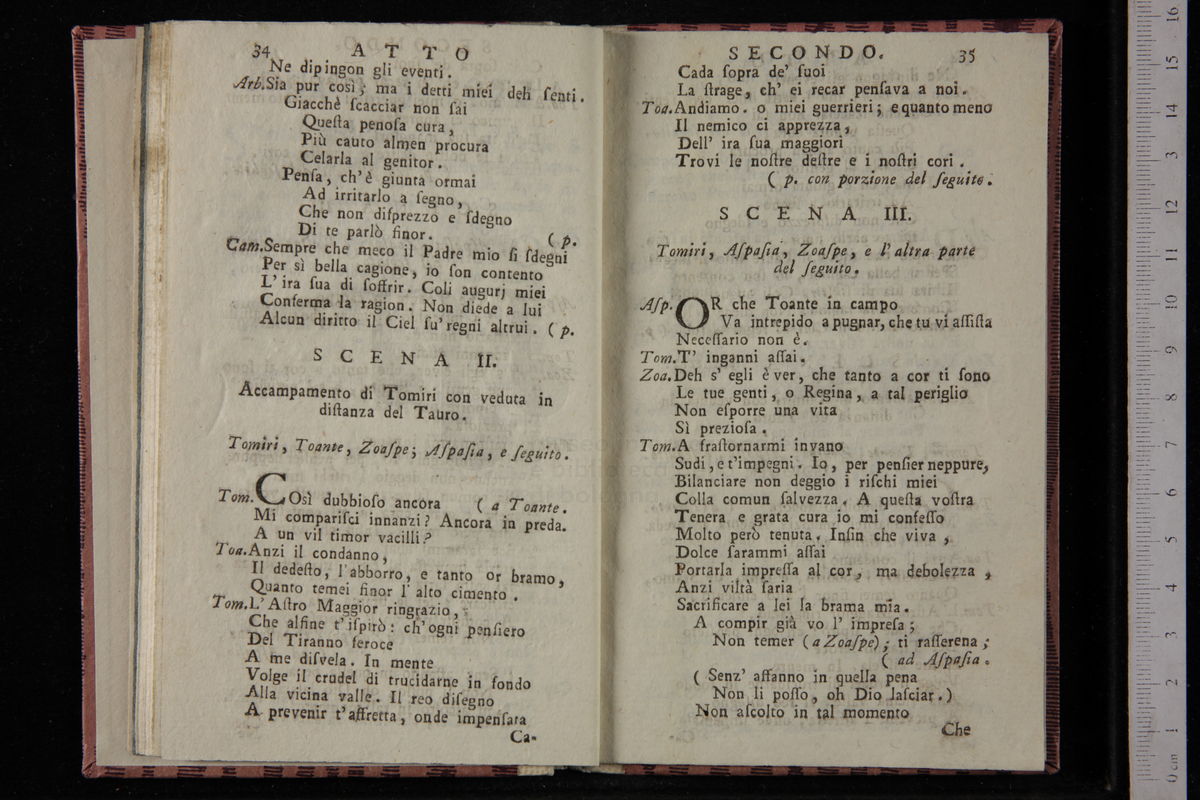 34 ATTO
Ne dipingon gli eventi.
Arb. Sia pur così; ma i detti miei deh ſenti.
Giacchè ſcacciar non ſai
Queſta penoſa cura,
Più cauto almen procura
Celarla al genitor.
Penſa, ch'è giunta ormai
Ad irritarlo a ſegno,
Che non diſprezzo e ſdegno
Di te parlò finor. (p.
Cam. Sempre che meco il Padre mio ſi ſdegni
Per sì bella cagione, io ſon contento
L'ira ſua di ſoffrir. Coli augurj miei
Conferma la ragion. Non diede a lui
Alcun diritto il Ciel ſu'regni altrui. (p.
SCENA II.
Accampamento di Tomiri con veduta in
diſtanza del Tauro.
Tomiri, Toante, Zoaſpe; Aſpaſia, e ſeguito.
Tom. COsì dubbioſo ancora (a Toante.
Mi compariſci innanzi? Ancora in preda.
A un vil timor vacilli?
Toa. Anzi il condanno,
Il dedeſto, l'abborro, e tanto or bramo,
Quanto temei finor l'alto cimento.
Tom. L'Aſtro Maggior ringrazio,
Che alfine t'iſpirò: ch'ogni penſiero
Del Tiranno feroce
A me diſvela. In mente
Volge il crudel di trucidarne in fondo
Alla vicina valle. Il reo diſegno
A prevenir t'affretta, onde impenſata
Ca-
SECONDO. 35
Cada ſopra de' ſuoi
La ſtrage, ch' ei recar penſava a noi.
Toa. Andiamo. o miei guerrieri; e quanto meno
Il nemico ci apprezza,
Dell' ira ſua maggiori
Trovi le noſtre deſtre e i noſtri cori.
(p. con porzione del ſeguito.
SCENA III.
Tomiri, Aſpaſia, Zoaſpe, e l'altra parte
del ſeguito.
Aſp. OR che Toante in campo
Va intrepido a pugnar, che tu vi aſſiſta
Neceſſario non è.
Tom. T' inganni aſſai.
Zoa. Deh s' egli è ver, che tanto a cor ti ſono
Le tue genti, o Regina, a tal periglio
Non eſporre una vita
Sì prezioſa.
Tom. A fraſtornarmi invano
Sudi, e t'impegni. Io, per penſier neppure,
Bilanciare non deggio i riſchi miei
Colla comun ſalvezza. A queſta voſtra
Tenera e grata cura io mi confeſſo
Molto però tenuta. Inſin che viva,
Dolce ſarammi aſſai
Portarla impreſſa al cor, ma debolezza,
Anzi viltà ſaria
Sacrificare a lei la brama mia.
A compir già vo l' impreſa;
Non temer (a Zoaſpe); ti raſſerena;
(ad Aſpaſia.
(Senz' affanno in quella pena
Non li poſſo, oh Dio laſciar.)
Non aſcolto in tal momento
Che